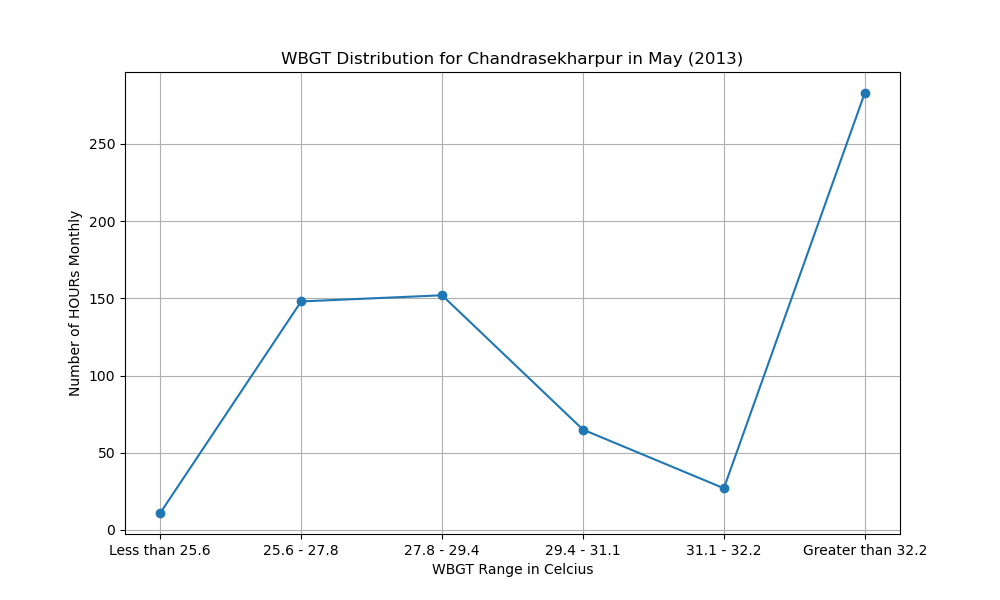 WBGT Distribution for Chandrasekharpur in May (2013)
Number of HOURs Monthly
250
200
150
100
50
0
Less than 25.6 25.6 - 27.8 27.8 - 29.4 29.4 - 31.1 31.1 - 32.2 Greater than 32.2
WBGT Range in Celcius